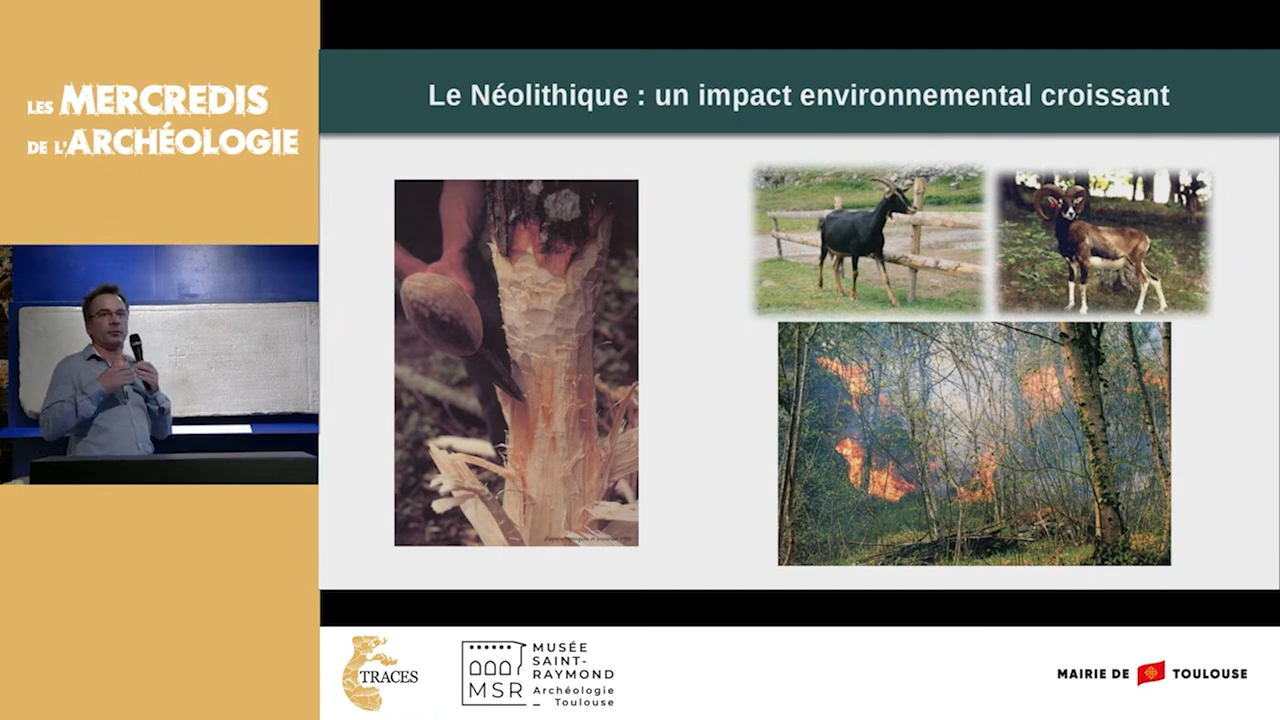 LES MERCREDIS
DE L'ARCHÉOLOGIE
Le Néolithique : un impact environnemental croissant
TRACES
MSR
MUSÉE
SAINT-
RAYMOND
Archéologie
Toulouse
MAIRIE DE TOULOUSE